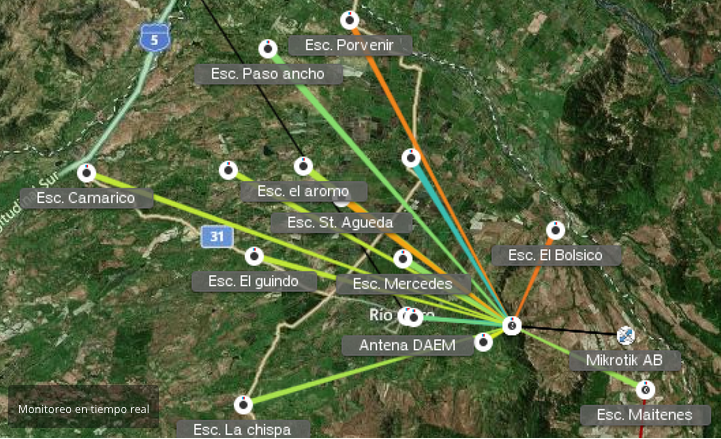 5
Esc. Porvenir
Esc. Paso ancho
Esc. Camarico
Esc. el aromo
Esc. St. Agueda
31
Esc. El Bolsico
Esc. El guindo
Esc. Mercedes
Antena DAEM
Mikrotik AB
Monitoreo en tiempo real
Esc. Maitenes
Esc. La chispa